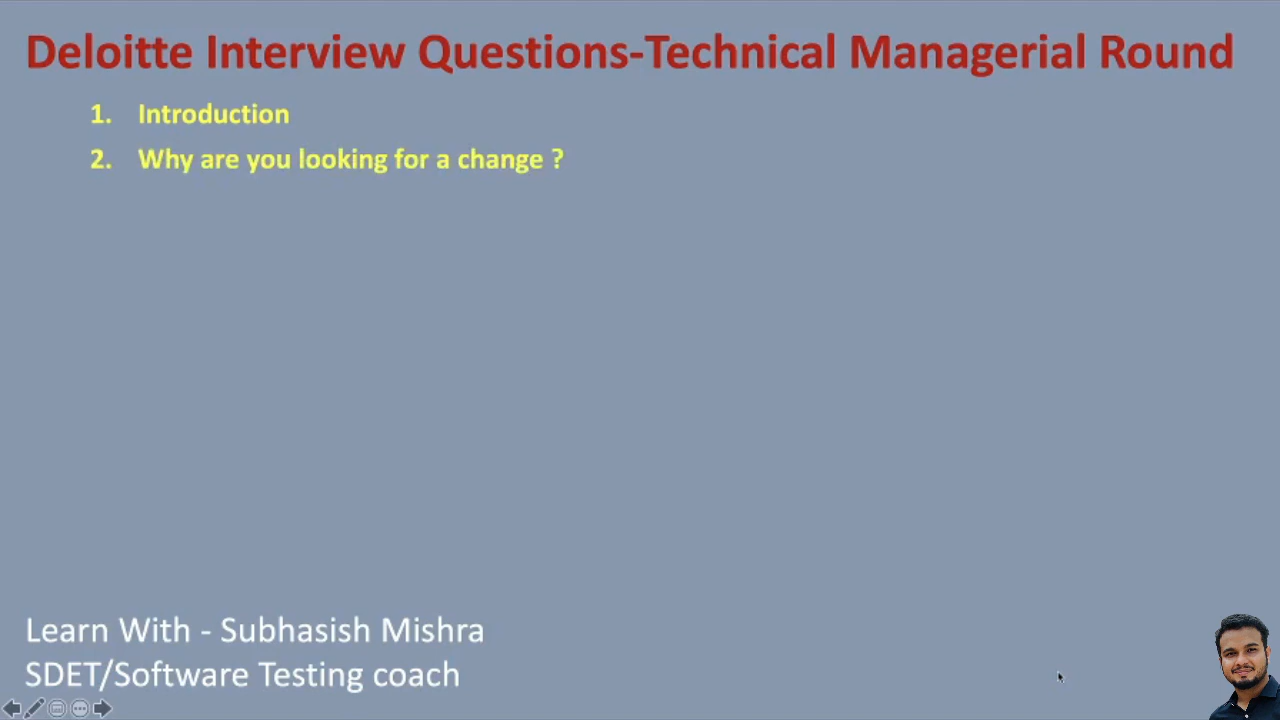 Deloitte Interview Questions-Technical Managerial Round
1. Introduction
2. Why are you looking for a change ?
Learn With - Subhasish Mishra
SDET/Software Testing coach